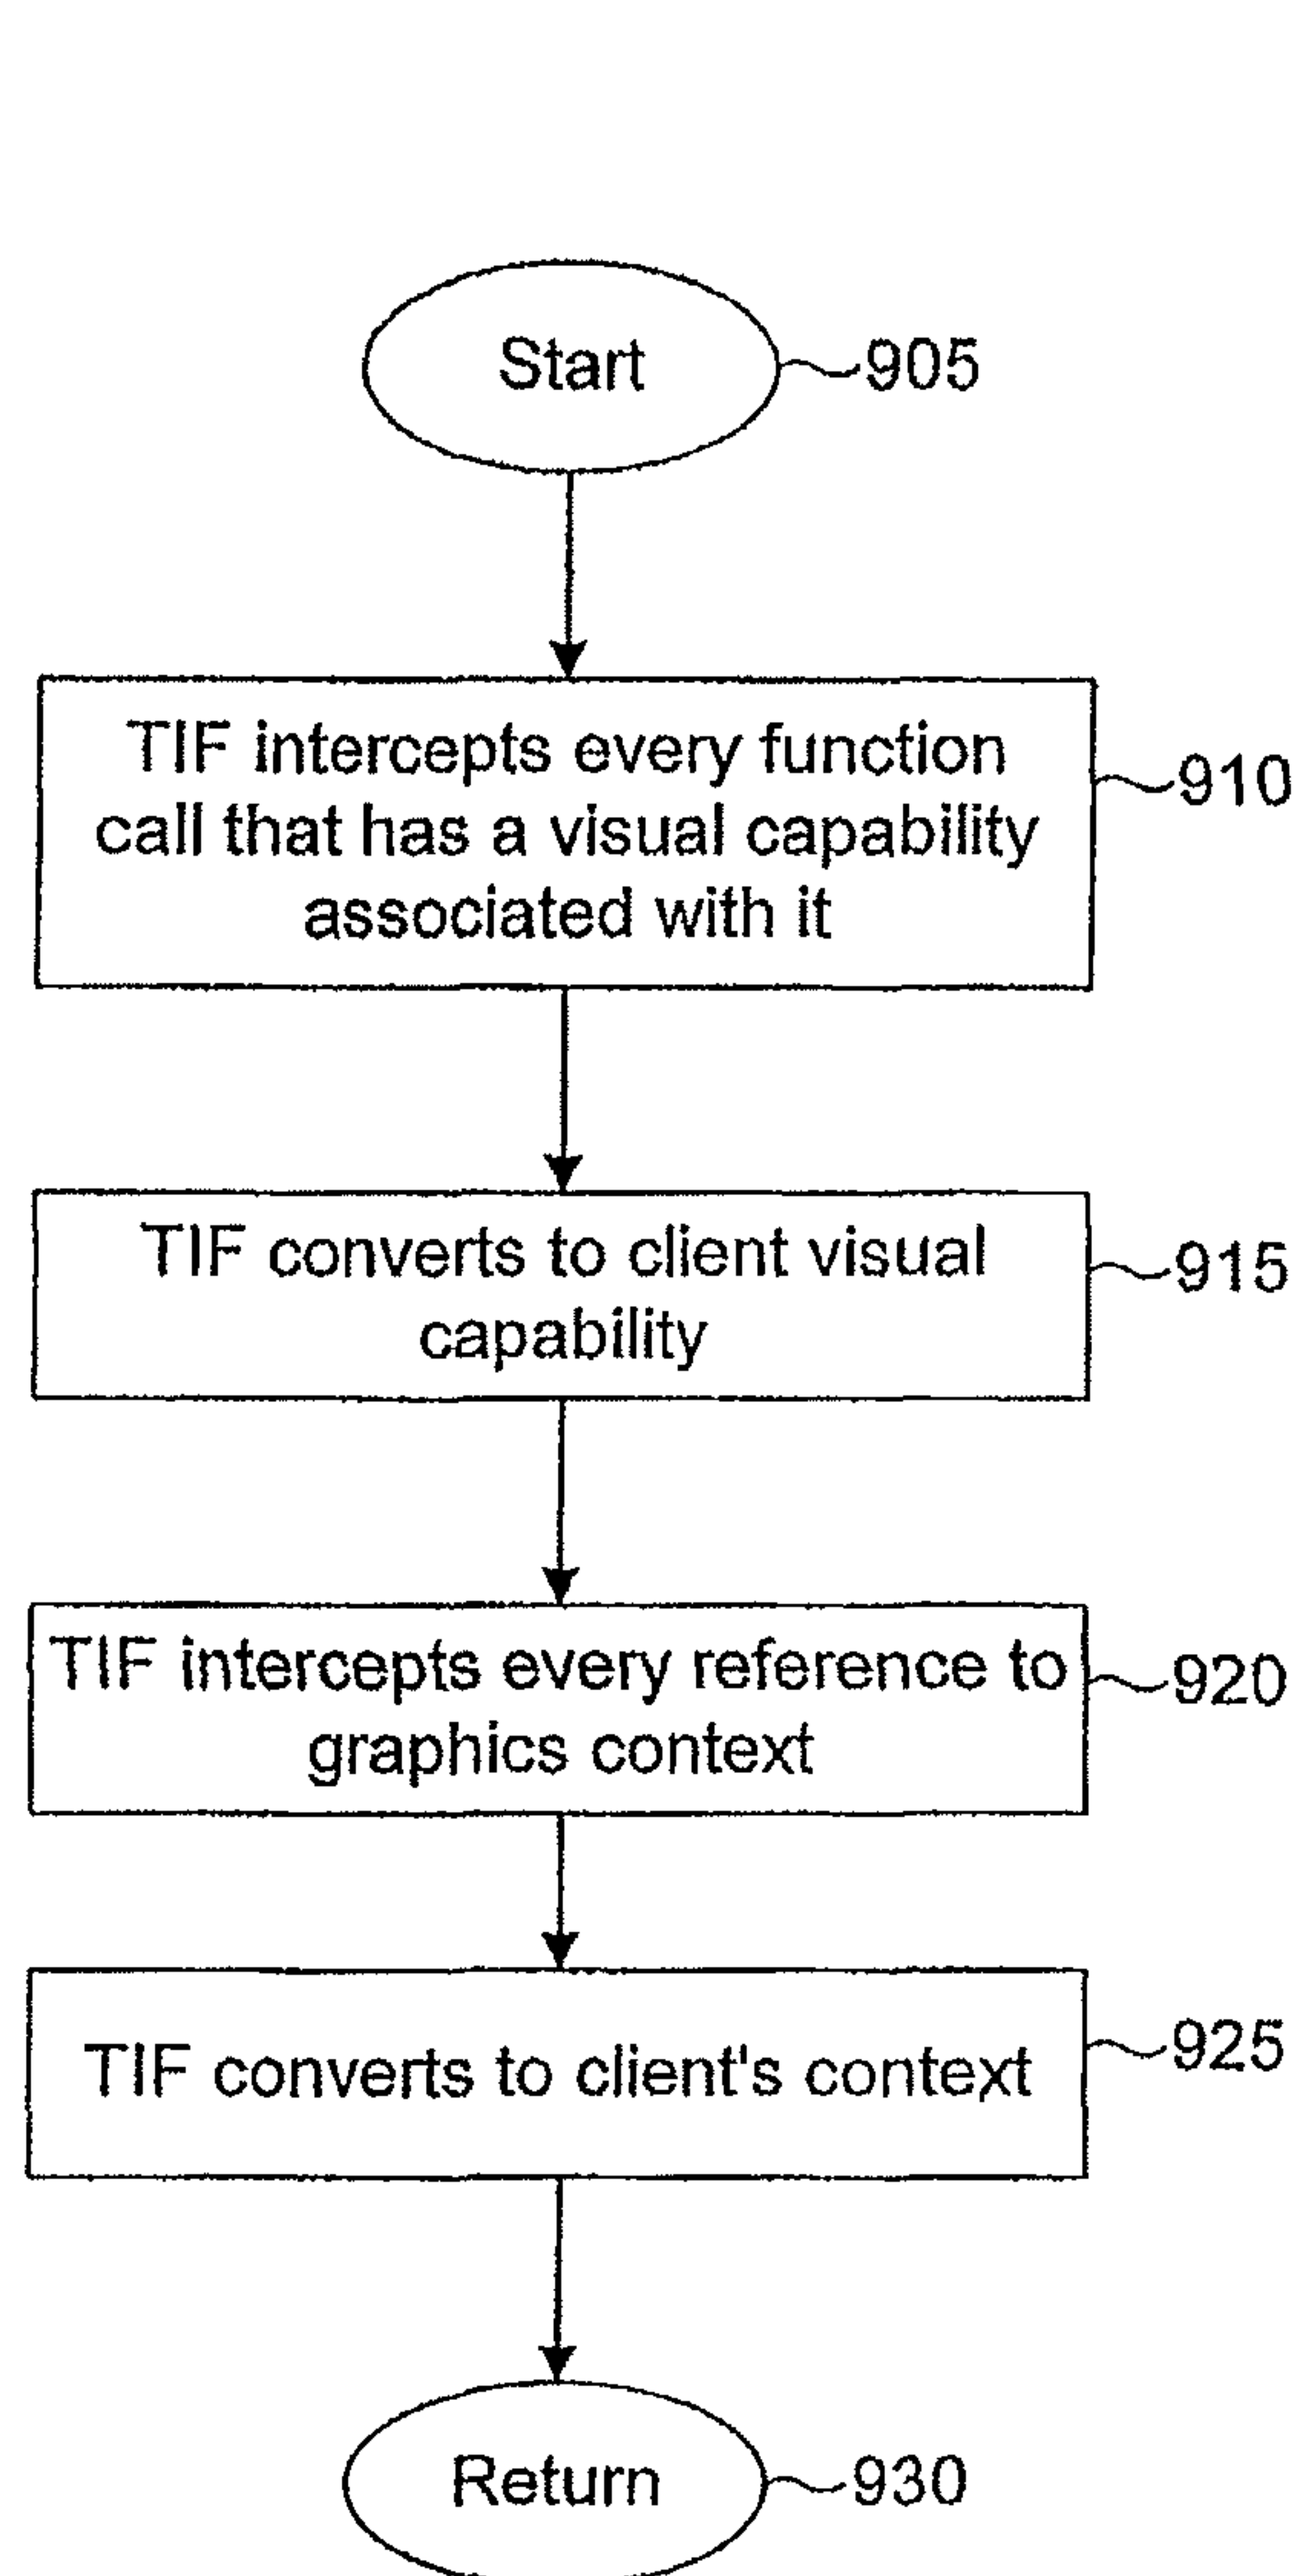 Start
905
TIF intercepts every function
call that has a visual capability
associated with it
910
TIF converts to client visual
capability
915
TIF intercepts every reference to
graphics context
920
TIF converts to client's context
925
Return
930